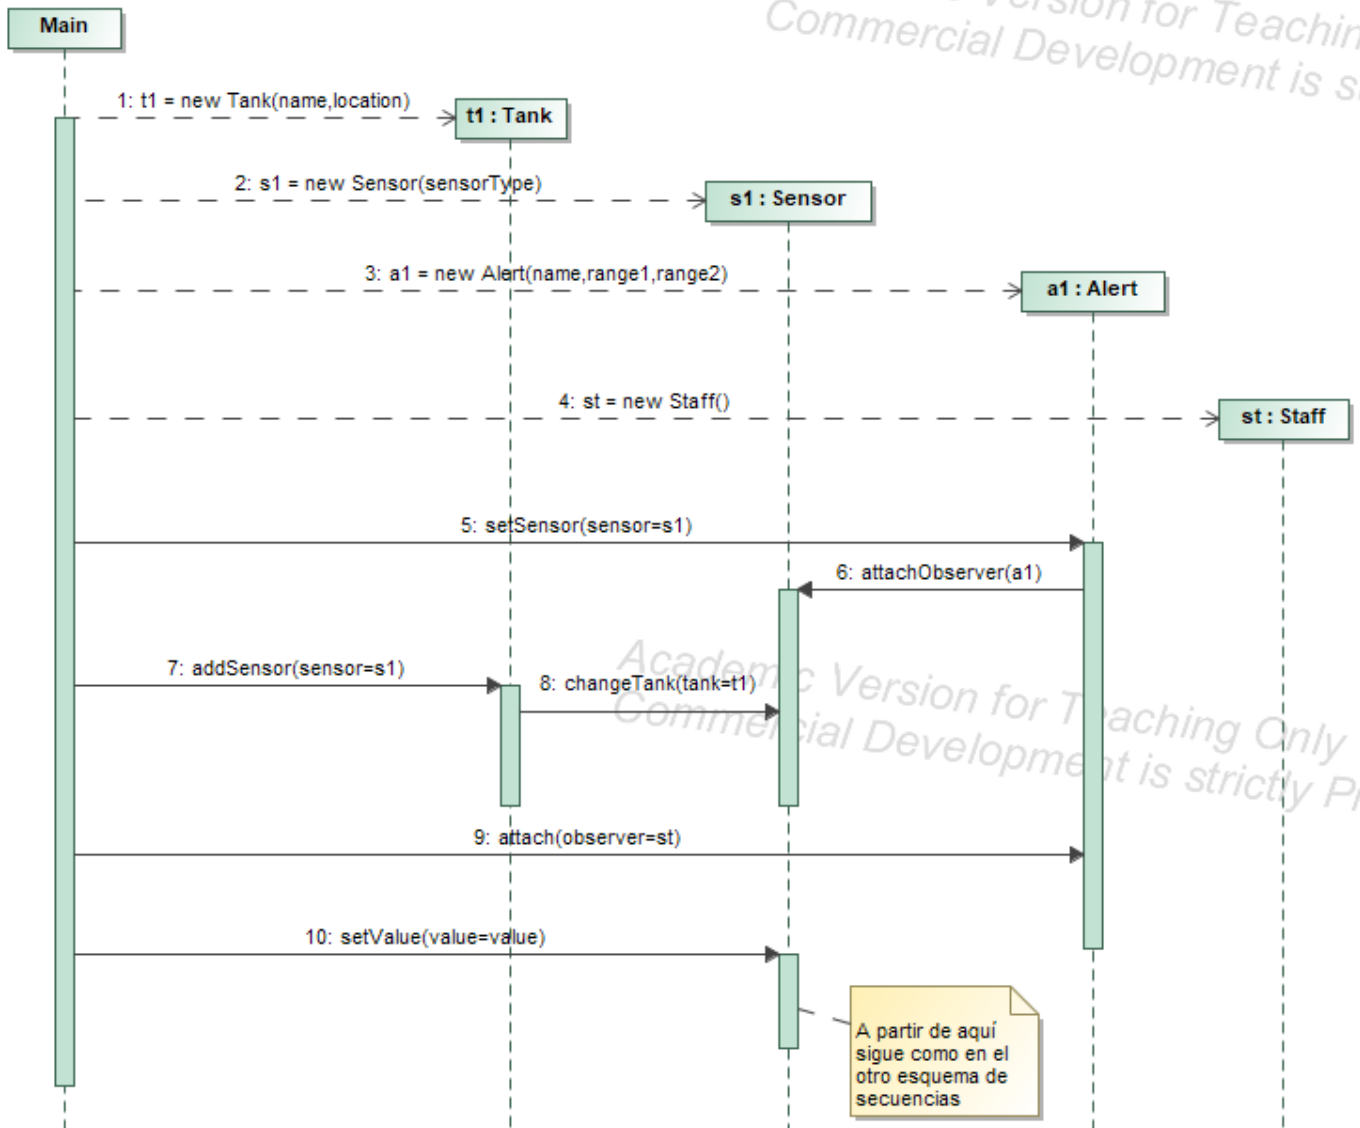 Version for Teachin
Commercial Development is s
Main
1: t1 = new Tank(name,location)
t1 : Tank
2: s1 = new Sensor(sensorType)
s1 : Sensor
3: a1 = new Alert(name,range1,range2)
a1 : Alert
4: st = new Staff()
st : Staff
5: setSensor(sensor=s1)
6: attachObserver(a1)
7: addSensor(sensor=s1)
8: changeTank(tank=t1)
Academic Version for Teaching Only
Commercial Development is strictly Pr
9: attach(observer=st)
10: setValue(value=value)
A partir de aquí
sigue como en el
otro esquema de
secuencias